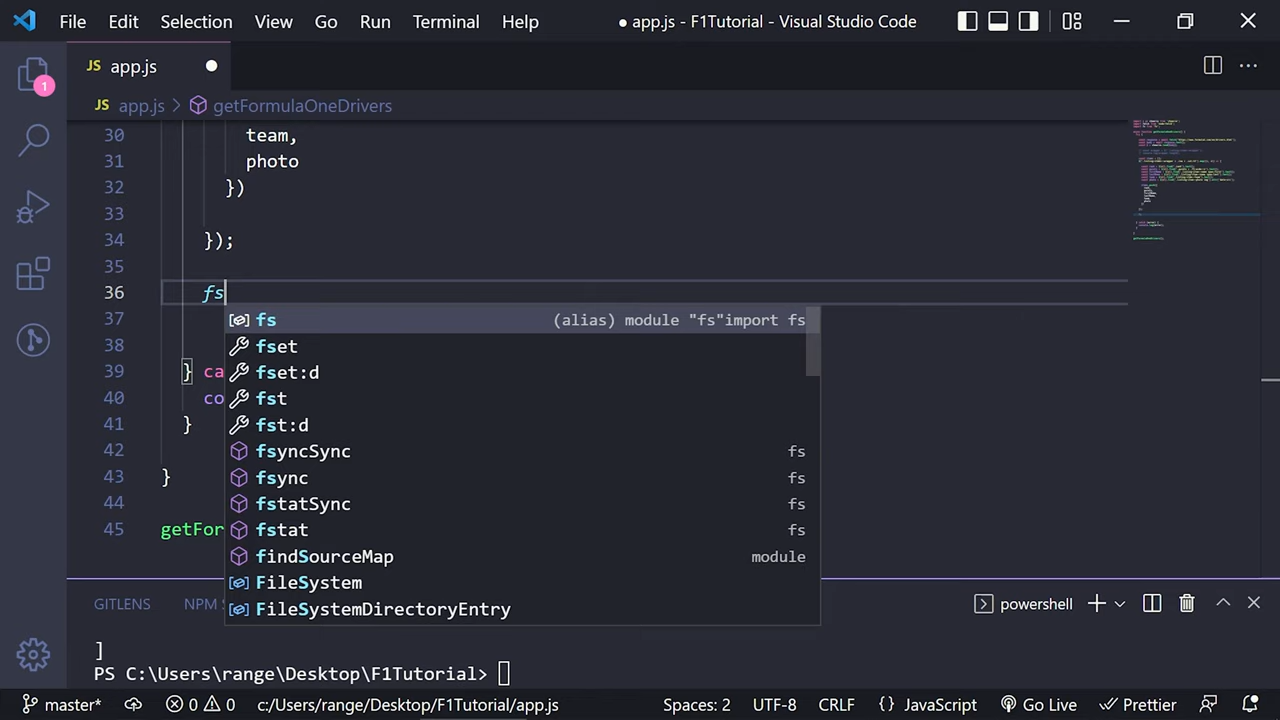 File Edit Selection View Go Run Terminal Help ● app.js - F1Tutorial - Visual Studio Code
JS app.js
1
JS app.js > getFormulaOneDrivers
30 team,
31 photo
32 })
33
34 });
35
36 fs
37 fs (alias) module "fs"import fs
fset
38
fset:d
39 } ca
fst
40 co
fst:d
41 }
fsyncSync fs
42
fsync fs
43 }
fstatSync fs
44
fstat fs
45 getFor
findSourceMap module
FileSystem
FileSystemDirectoryEntry
GITLENS NPM S powershell
]
PS C:\Users\range\Desktop\F1Tutorial>
master* 0 0 c:/Users/range/Desktop/F1Tutorial/app.js Spaces: 2 UTF-8 CRLF { } JavaScript Go Live Prettier